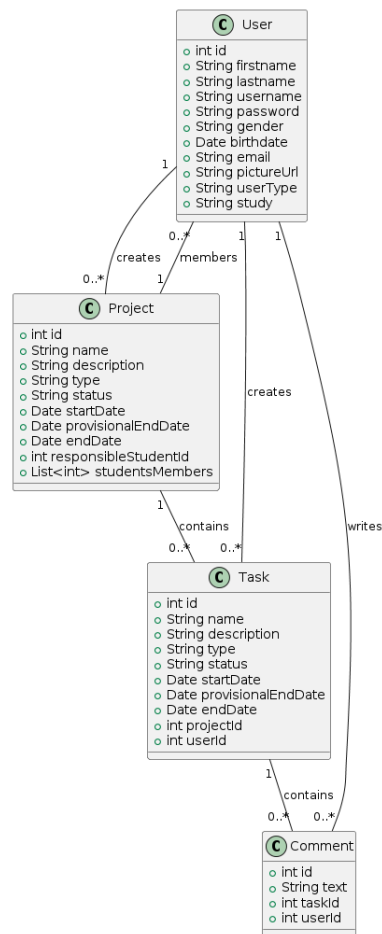 C User
int id
String firstname
String lastname
String username
String password
String gender
Date birthdate
String email
String pictureUrl
String userType
String study
1
0..* 1 1
creates members
0..* 1
C Project
int id
String name
String description
String type
String status
Date startDate
Date provisionalEndDate
Date endDate
int responsibleStudentId
List<int> studentsMembers
creates
1
contains writes
0..* 0..*
C Task
int id
String name
String description
String type
String status
Date startDate
Date provisionalEndDate
Date endDate
int projectId
int userId
1
contains
0..* 0..*
C Comment
int id
String text
int taskId
int userId